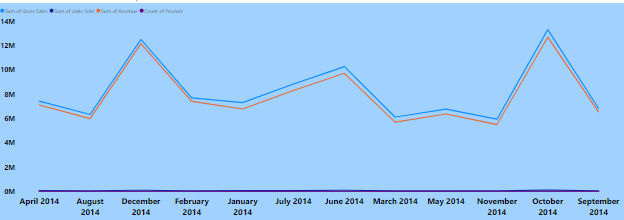 Sum of Gross Sales Sum of Units Sold Sum of Revenue Count of Product
14M
12M
10M
8M
6M
4M
2M
0M
April 2014 August 2014 December 2014 February 2014 January 2014 July 2014 June 2014 March 2014 May 2014 November 2014 October 2014 September 2014